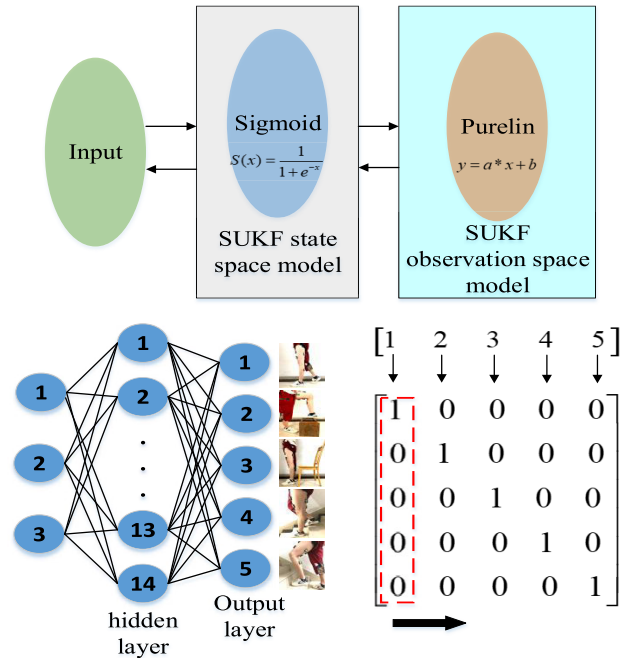 Input
Sigmoid
S(x) = 1 / (1 + e^{-x})
SUKF state
space model
Purelin
y = a * x + b
SUKF
observation space
model
1
2
3
1
2
.
.
.
.
13
14
hidden
layer
1
2
3
4
5
Output
layer
[1 2 3 4 5]
1 0 0 0 0
0 1 0 0 0
0 0 1 0 0
0 0 0 1 0
0 0 0 0 1